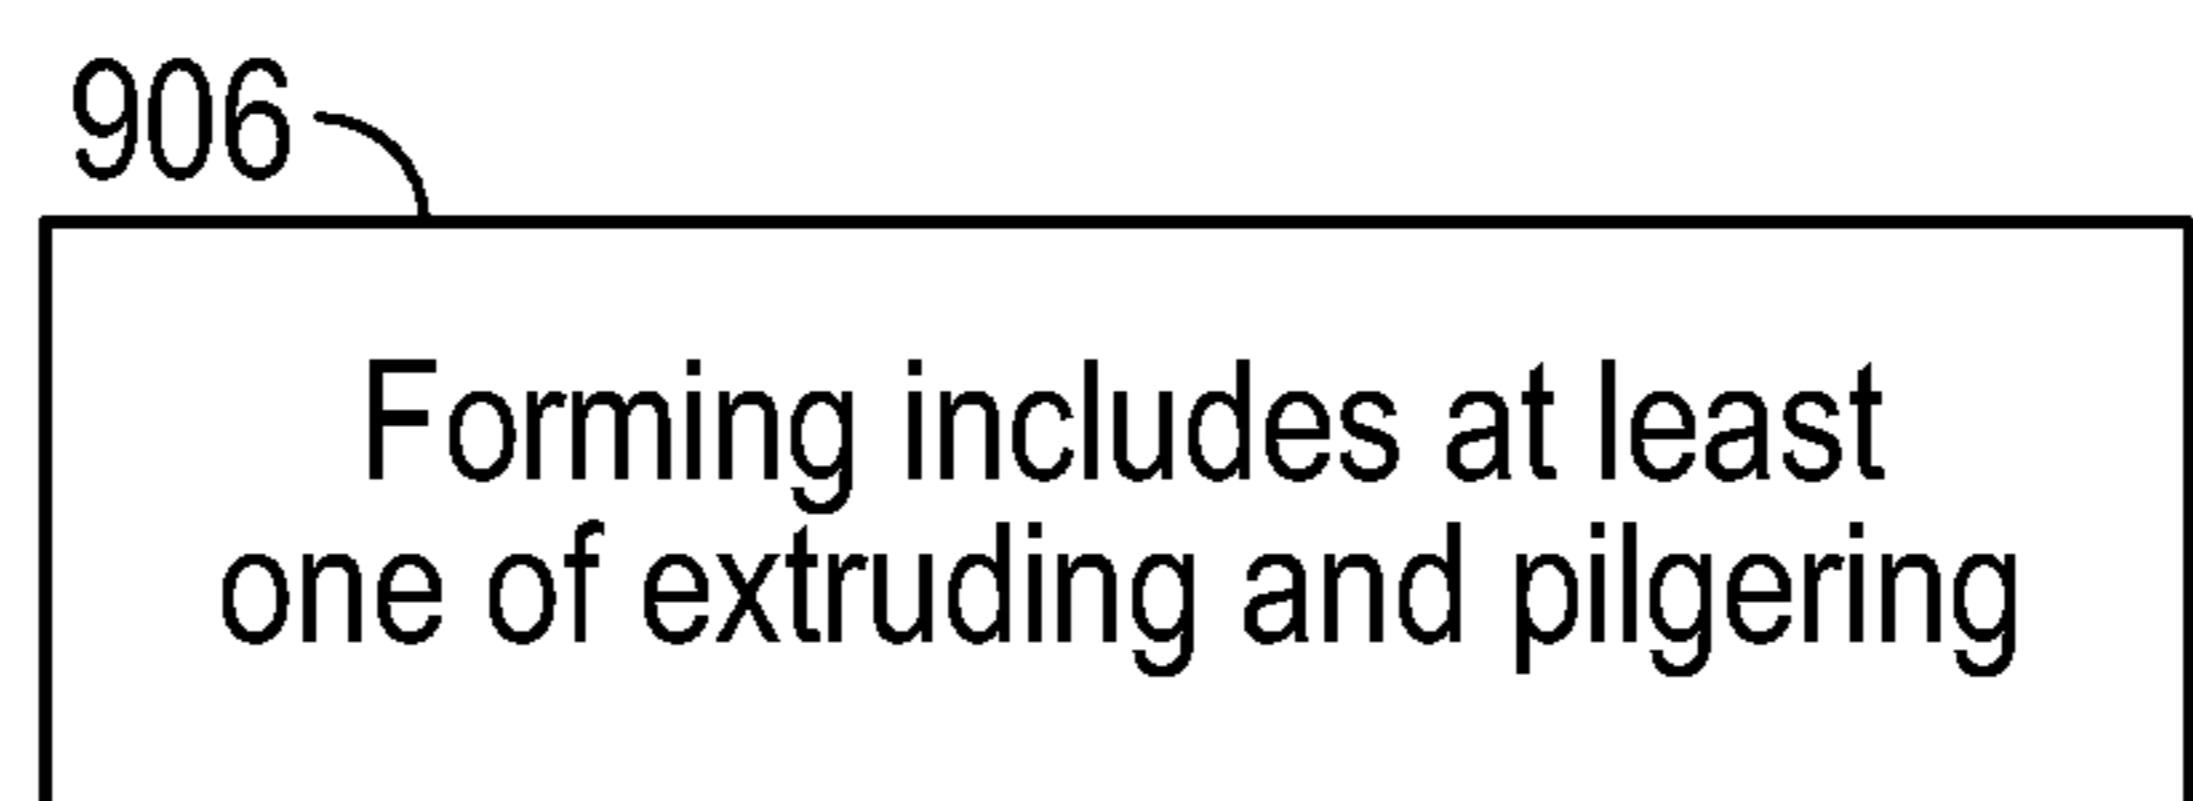 906
Forming includes at least
one of extruding and pilgering